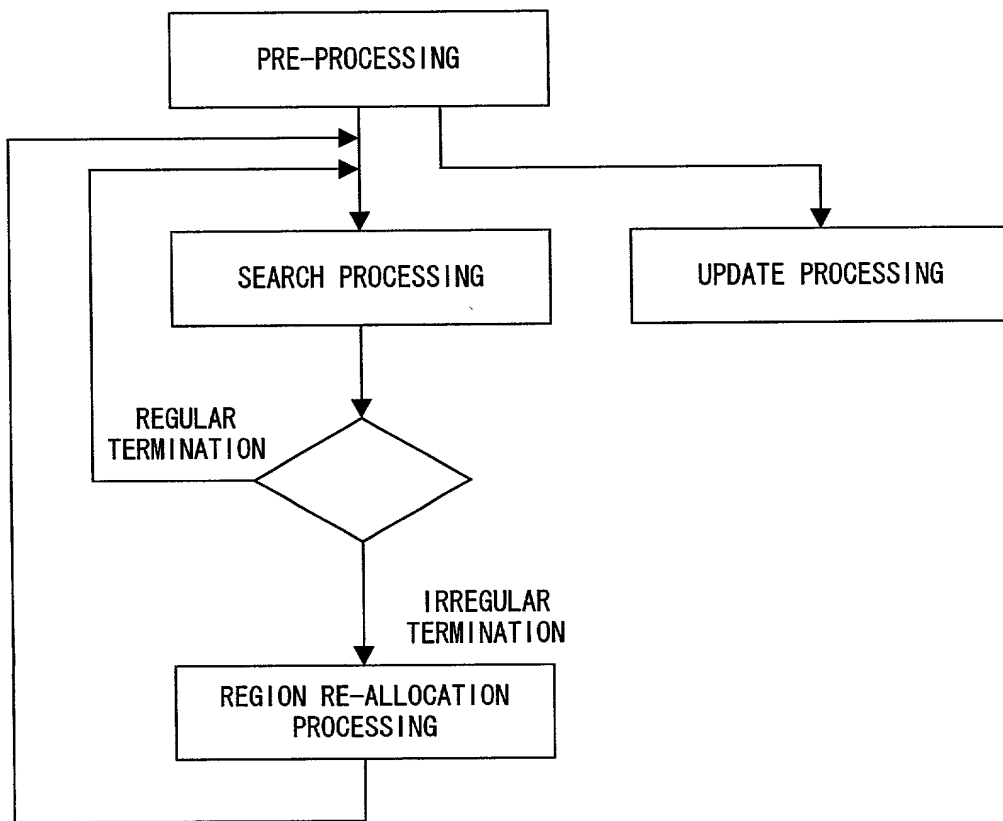 PRE-PROCESSING
SEARCH PROCESSING
UPDATE PROCESSING
REGULAR
TERMINATION
IRREGULAR
TERMINATION
REGION RE-ALLOCATION
PROCESSING